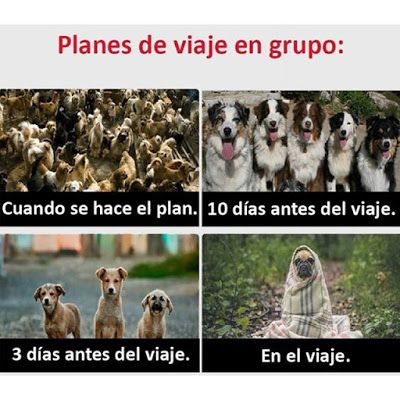 Planes de viaje en grupo:
Cuando se hace el plan.
10 días antes del viaje.
3 días antes del viaje.
En el viaje.